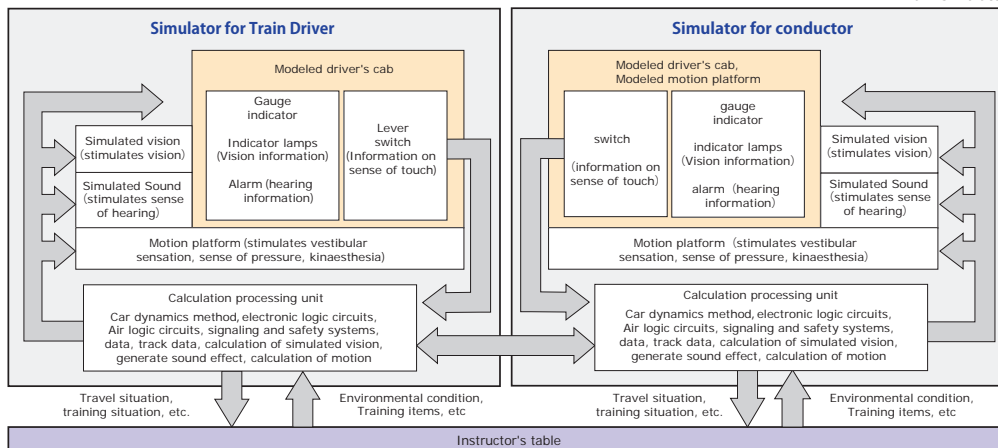 Simulator for Train Driver
Modeled driver's cab
Gauge
indicator
Indicator lamps
(Vision information)
Alarm (hearing
information)
Lever
switch
(Information on
sense of touch)
Simulated vision
(stimulates vision)
Simulated Sound
(stimulates sense
of hearing)
Motion platform (stimulates vestibular
sensation, sense of pressure, kinaesthesia)
Calculation processing unit
Car dynamics method, electronic logic circuits,
Air logic circuits, signaling and safety systems,
data, track data, calculation of simulated vision,
generate sound effect, calculation of motion
Travel situation,
training situation, etc.
Environmental condition,
Training items, etc
Simulator for conductor
Modeled driver's cab,
Modeled motion platform
switch
(information on
sense of touch)
gauge
indicator
indicator lamps
(Vision information)
alarm (hearing
information)
Simulated vision
(stimulates vision)
Simulated Sound
(stimulates sense
of hearing)
Motion platform (stimulates vestibular
sensation, sense of pressure, kinaesthesia)
Calculation processing unit
Car dynamics method, electronic logic circuits,
Air logic circuits, signaling and safety systems,
data, track data, calculation of simulated vision,
generate sound effect, calculation of motion
Travel situation,
training situation, etc.
Environmental condition,
Training items, etc
Instructor's table